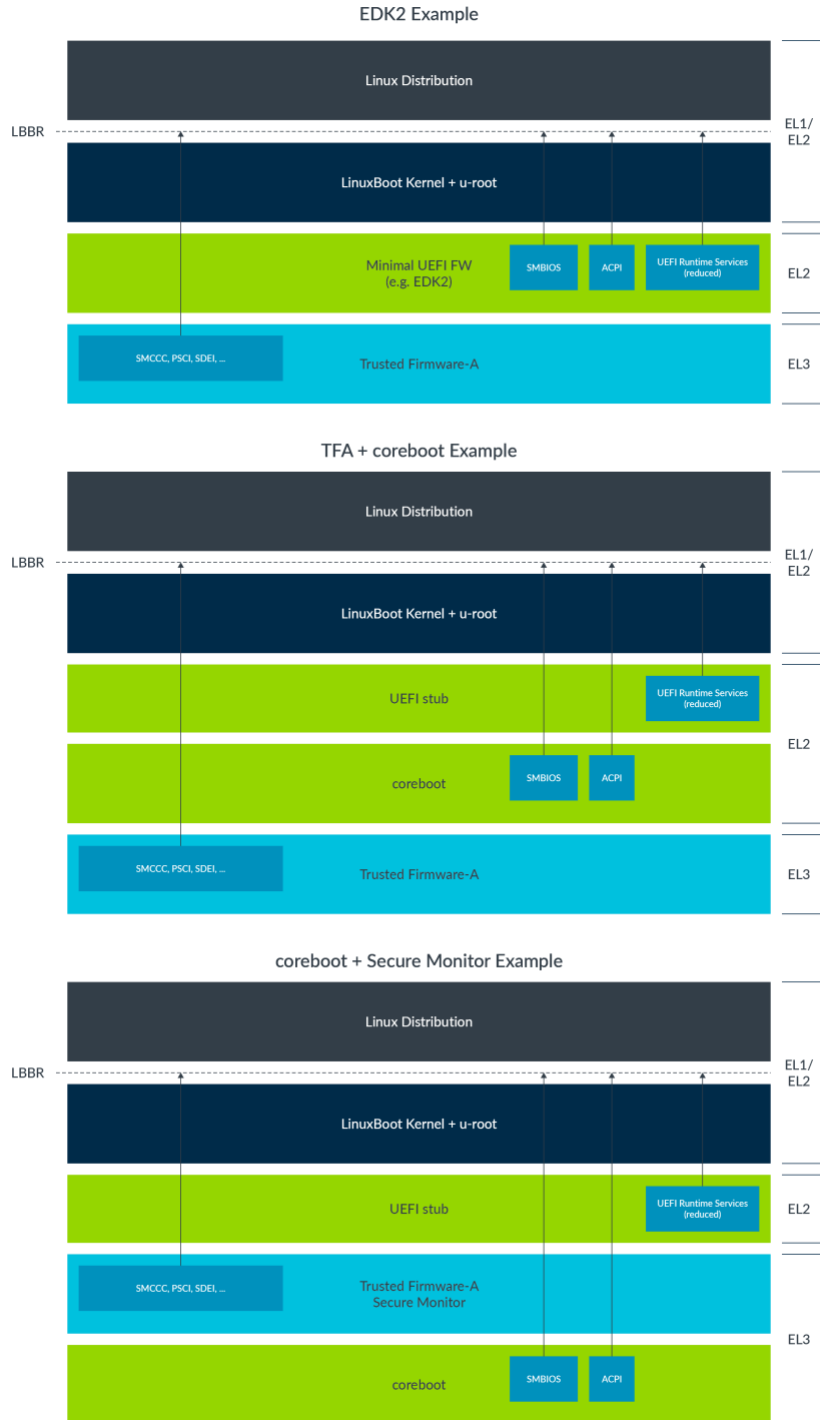 EDK2 Example
Linux Distribution
LBBR
EL1/
EL2
LinuxBoot Kernel + u-root
Minimal UEFI FW
(e.g. EDK2)
SMBIOS
ACPI
UEFI Runtime Services
(reduced)
EL2
SMCCC, PSCI, SDEI, ...
Trusted Firmware-A
EL3
TFA + coreboot Example
Linux Distribution
LBBR
EL1/
EL2
LinuxBoot Kernel + u-root
UEFI stub
UEFI Runtime Services
(reduced)
EL2
coreboot
SMBIOS
ACPI
SMCCC, PSCI, SDEI, ...
Trusted Firmware-A
EL3
coreboot + Secure Monitor Example
Linux Distribution
LBBR
EL1/
EL2
LinuxBoot Kernel + u-root
UEFI stub
UEFI Runtime Services
(reduced)
EL2
SMCCC, PSCI, SDEI, ...
Trusted Firmware-A
Secure Monitor
EL3
coreboot
SMBIOS
ACPI